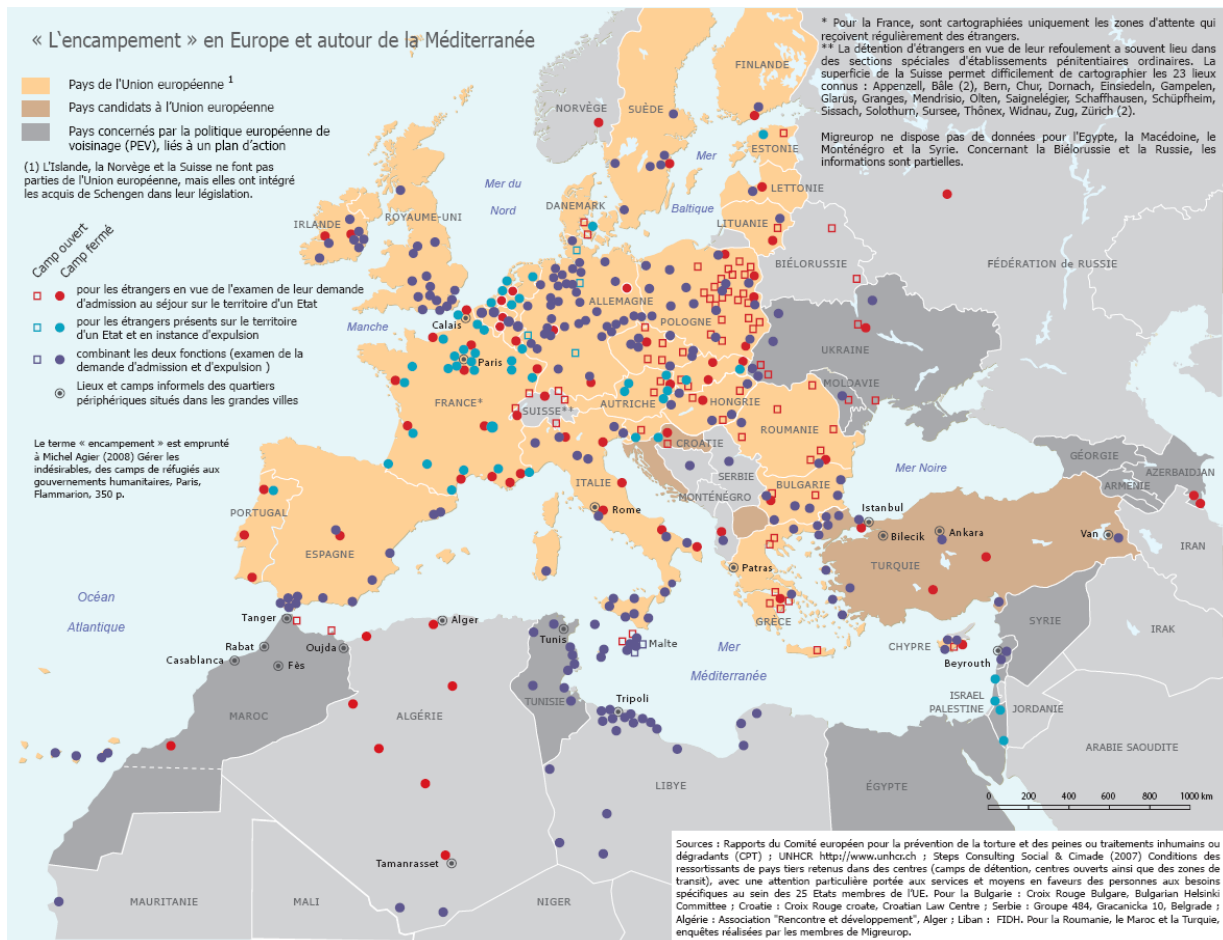 « L'encampement » en Europe et autour de la Méditerranée
Pays de l'Union européenne 1
Pays candidats à l'Union européenne
Pays concernés par la politique européenne de
voisinage (PEV), liés à un plan d'action
(1) L'Islande, la Norvège et la Suisse ne font pas
parties de l'Union européenne, mais elles ont intégré
les acquis de Schengen dans leur législation.
Camp ouvert
Camp fermé
pour les étrangers en vue de l'examen de leur demande
d'admission au séjour sur le territoire d'un Etat
pour les étrangers présents sur le territoire
d'un Etat et en instance d'expulsion
combinant les deux fonctions (examen de la
demande d'admission et d'expulsion )
Lieux et camps informels des quartiers
périphériques situés dans les grandes villes
Le terme « encampement » est emprunté
à Michel Agier (2008) Gérer les
indésirables, des camps de réfugiés aux
gouvernements humanitaires, Paris,
Flammarion, 350 p.
* Pour la France, sont cartographiées uniquement les zones d'attente qui
reçoivent régulièrement des étrangers.
** La détention d'étrangers en vue de leur refoulement a souvent lieu dans
des sections spéciales d'établissements pénitentiaires ordinaires. La
superficie de la Suisse permet difficilement de cartographier les 23 lieux
connus : Appenzell, Bâle (2), Bern, Chur, Dornach, Einsiedeln, Gampelen,
Glarus, Granges, Mendrisio, Olten, Saignelégier, Schaffhausen, Schüpfheim,
Sissach, Solothurn, Sursee, Thônex, Widnau, Zug, Zürich (2).
Migreurop ne dispose pas de données pour l'Egypte, la Macédoine, le
Monténégro et la Syrie. Concernant la Biélorussie et la Russie, les
informations sont partielles.
FINLANDE
NORVÈGE
SUÈDE
ESTONIE
Mer
Baltique
LETTONIE
Mer du
Nord
DANEMARK
LITUANIE
IRLANDE
ROYAUME-UNI
BIÉLORUSSIE
FÉDÉRATION de RUSSIE
ALLEMAGNE
POLOGNE
Manche
Calais
Paris
UKRAINE
MOLDAVIE
FRANCE*
SUISSE**
AUTRICHE
HONGRIE
ROUMANIE
CROATIE
SERBIE
Mer Noire
GÉORGIE
AZERBAIDJAN
ARMÉNIE
ITALIE
MONTÉNÉGRO
BULGARIE
PORTUGAL
ESPAGNE
Rome
Istanbul
Bilecik
Ankara
Van
IRAN
Patras
TURQUIE
Océan
Atlantique
GRÈCE
SYRIE
IRAK
Tanger
Alger
Tunis
Malte
Rabat
Oujda
Casablanca
Fès
Mer
Méditerranée
CHYPRE
Beyrouth
MAROC
ALGÉRIE
TUNISIE
Tripoli
ISRAEL
PALESTINE
JORDANIE
ARABIE SAOUDITE
LIBYE
ÉGYPTE
0 200 400 600 800 1000 km
Tamanrasset
MAURITANIE
MALI
NIGER
Sources : Rapports du Comité européen pour la prévention de la torture et des peines ou traitements inhumains ou
dégradants (CPT) ; UNHCR http://www.unhcr.ch ; Steps Consulting Social & Cimade (2007) Conditions des
ressortissants de pays tiers retenus dans des centres (camps de détention, centres ouverts ainsi que des zones de
transit), avec une attention particulière portée aux services et moyens en faveurs des personnes aux besoins
spécifiques au sein des 25 Etats membres de l'UE. Pour la Bulgarie : Croix Rouge Bulgare, Bulgarian Helsinki
Committee ; Croatie : Croix Rouge croate, Croatian Law Centre ; Serbie : Groupe 484, Gracanicka 10, Belgrade ;
Algérie : Association "Rencontre et développement", Alger ; Liban : FIDH. Pour la Roumanie, le Maroc et la Turquie,
enquêtes réalisées par les membres de Migreurop.